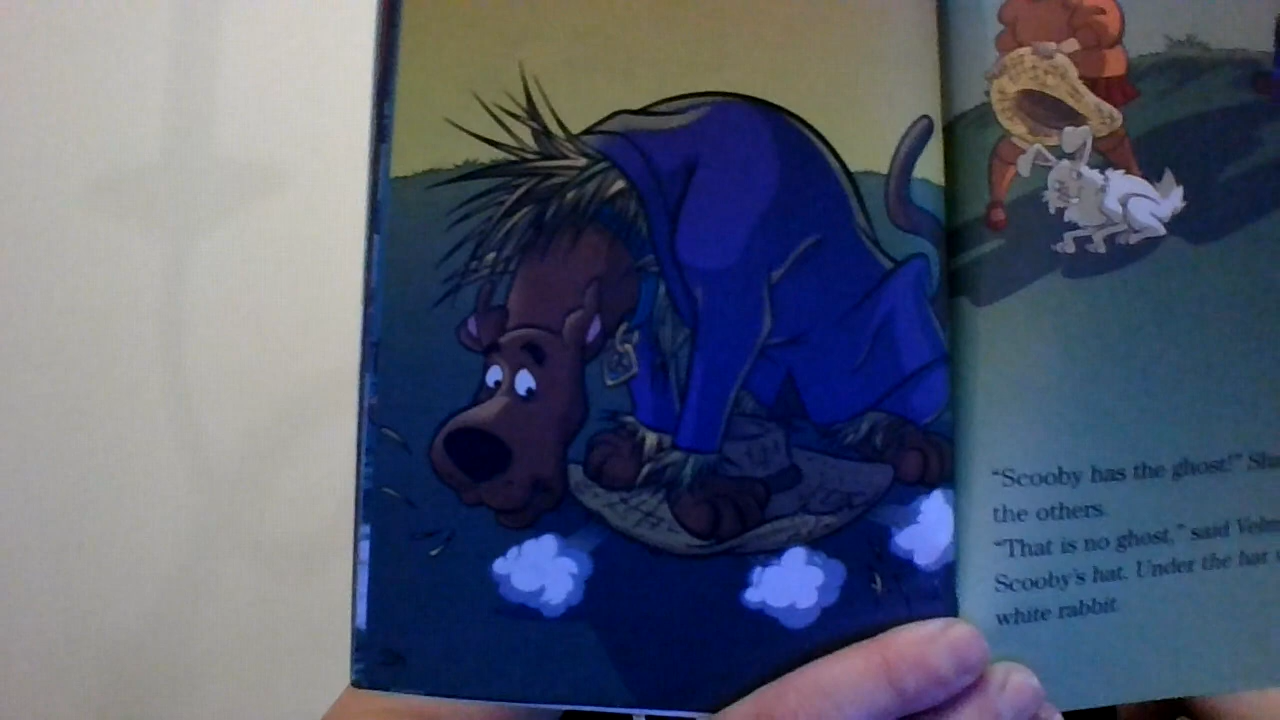 "Scooby has the ghost!"
the others.
"That is no ghost," said
Scooby's hat. Under the hat
white rabbit.